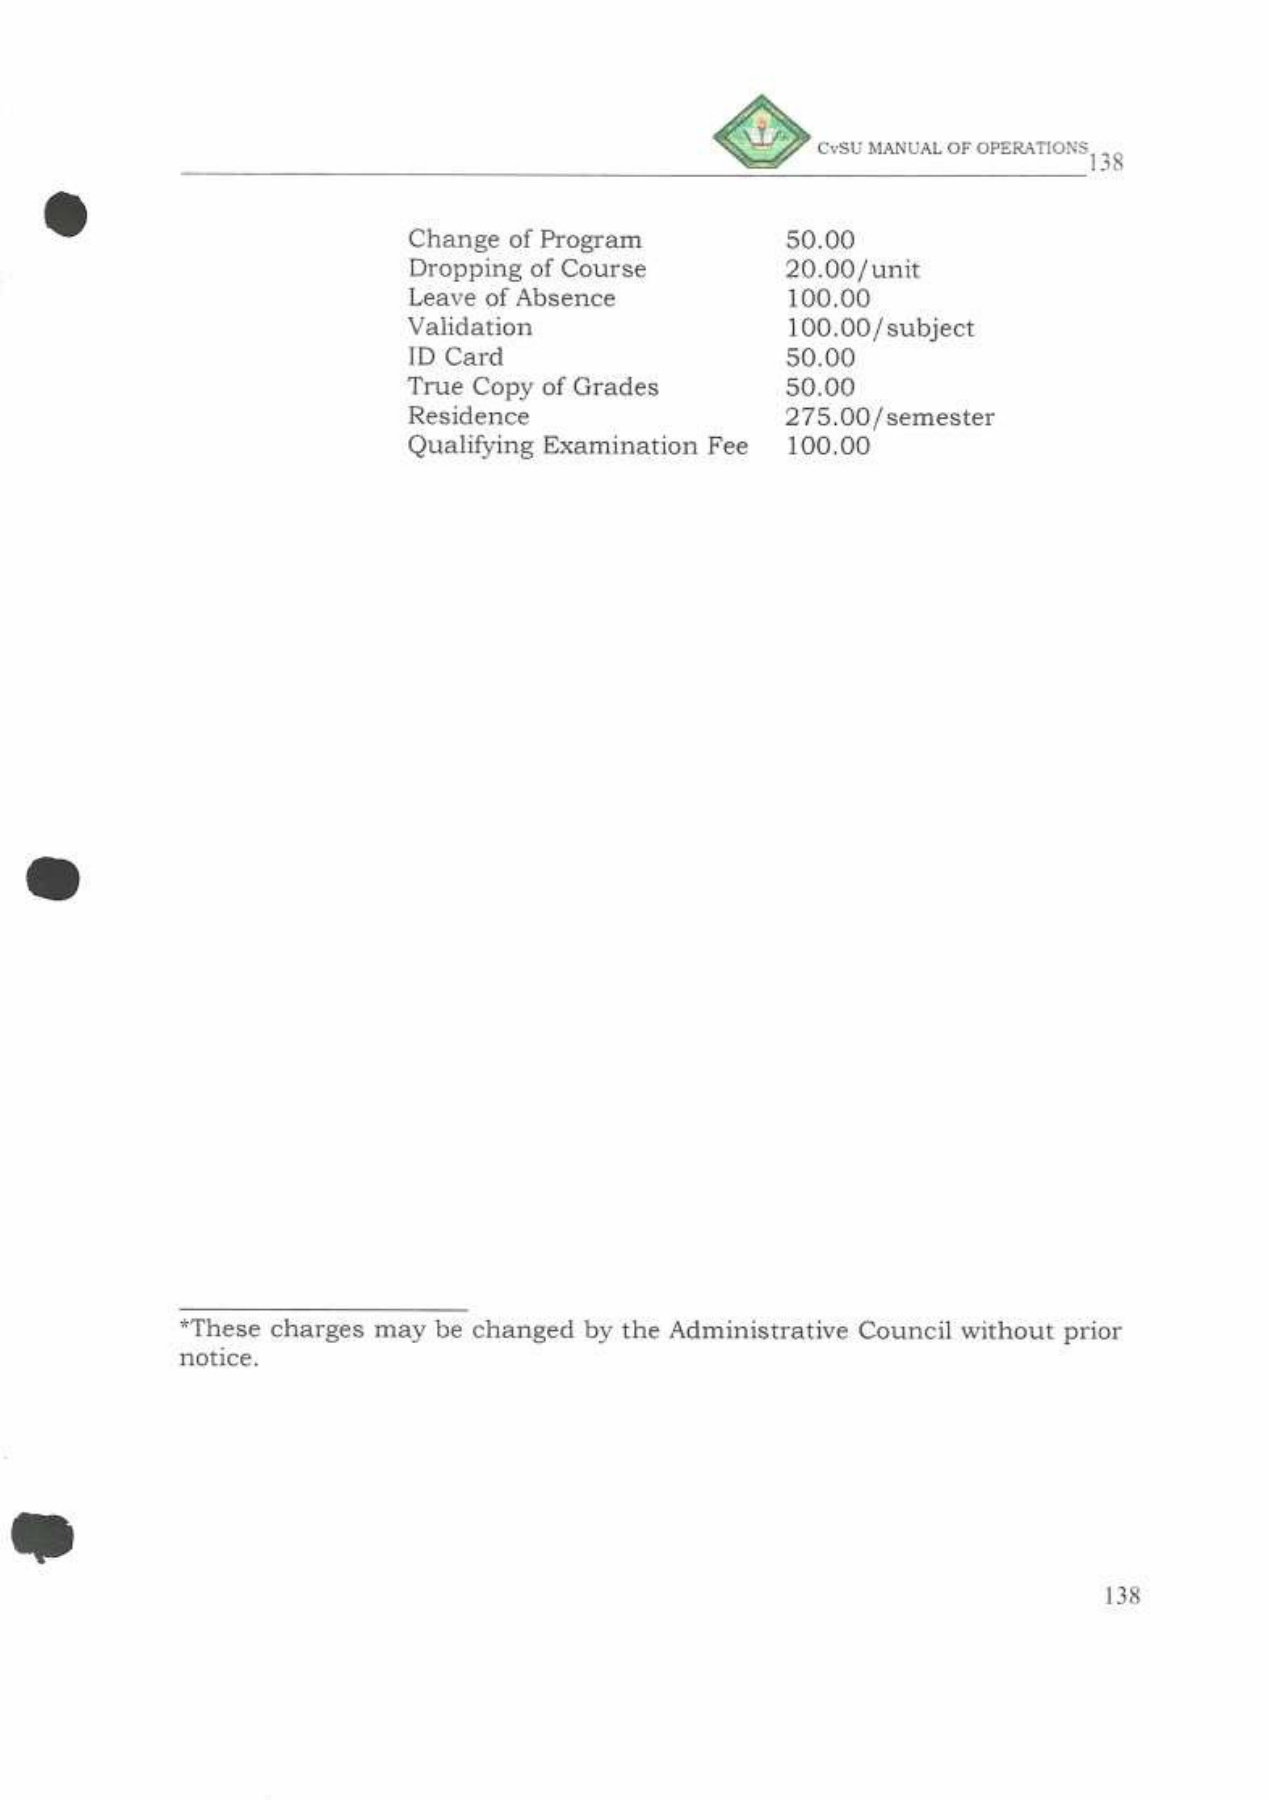 CvSU MANUAL OF OPERATIONS 138
Change of Program 50.00
Dropping of Course 20.00/unit
Leave of Absence 100.00
Validation 100.00/subject
ID Card 50.00
True Copy of Grades 50.00
Residence 275.00/semester
Qualifying Examination Fee 100.00
*These charges may be changed by the Administrative Council without prior
notice.
138